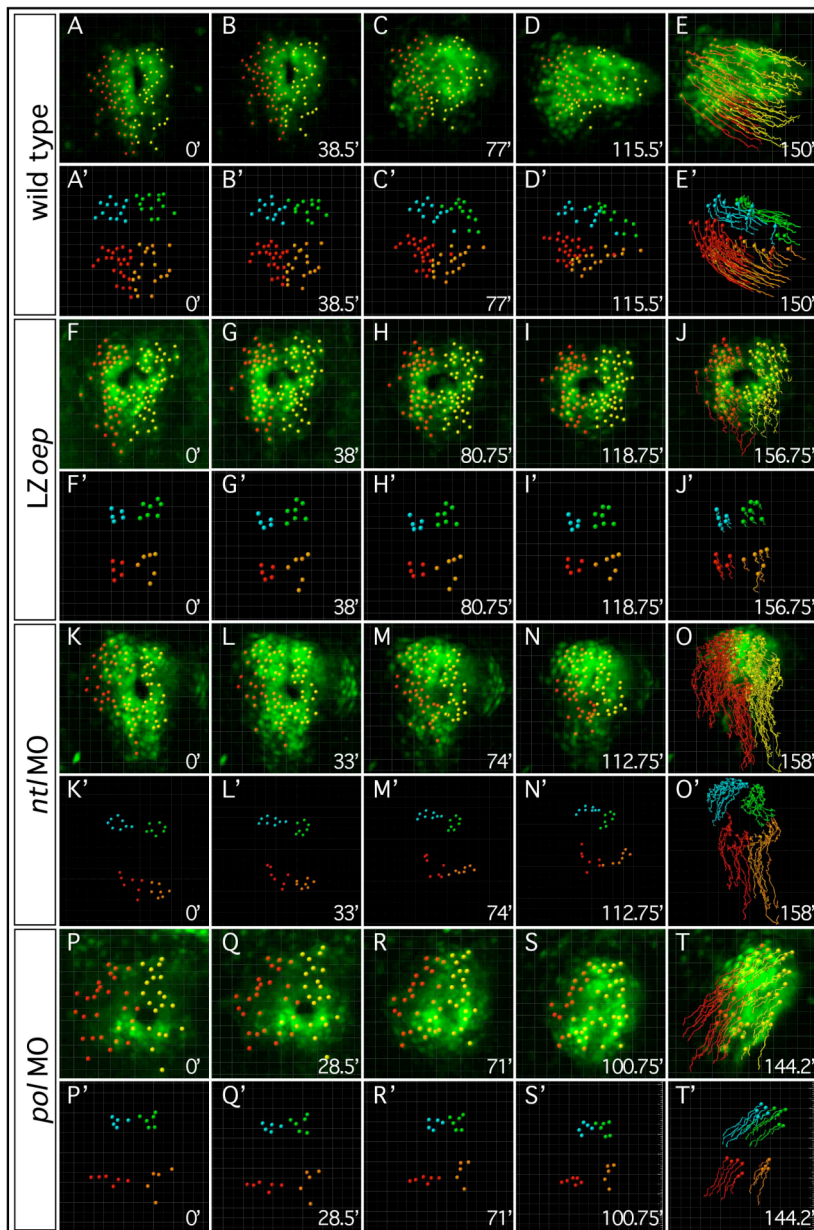 wild type
A B C D E
0' 38.5' 77' 115.5' 150'
A' B' C' D' E'
0' 38.5' 77' 115.5' 150'
LZoep
F G H I J
0' 38' 80.75' 118.75' 156.75'
F' G' H' I' J'
0' 38' 80.75' 118.75' 156.75'
ntl MO
K L M N O
0' 33' 74' 112.75' 158'
K' L' M' N' O'
0' 33' 74' 112.75' 158'
pol MO
P Q R S T
0' 28.5' 71' 100.75' 144.2'
P' Q' R' S' T'
0' 28.5' 71' 100.75' 144.2'